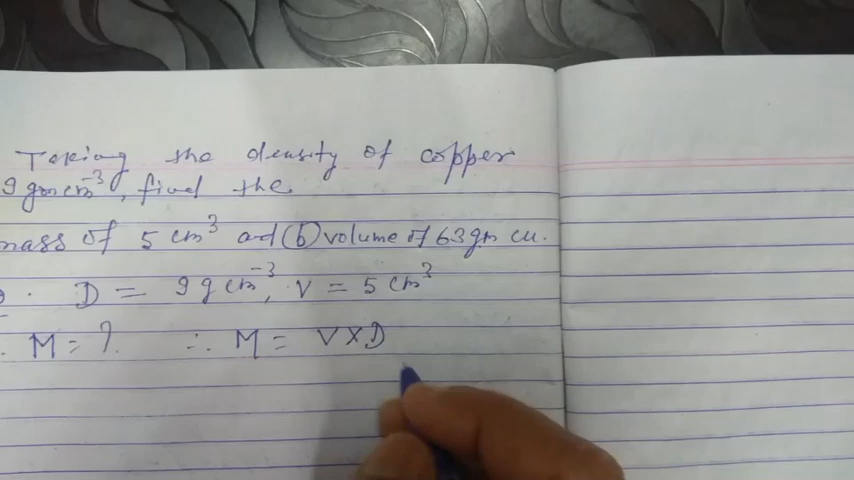 Taking the density of copper
9 gm cm⁻³, find the
mass of 5 cm³ and (b) volume of 63 gm cu.
D = 9 g cm⁻³, V = 5 cm³
M = ? ∴ M = V X D